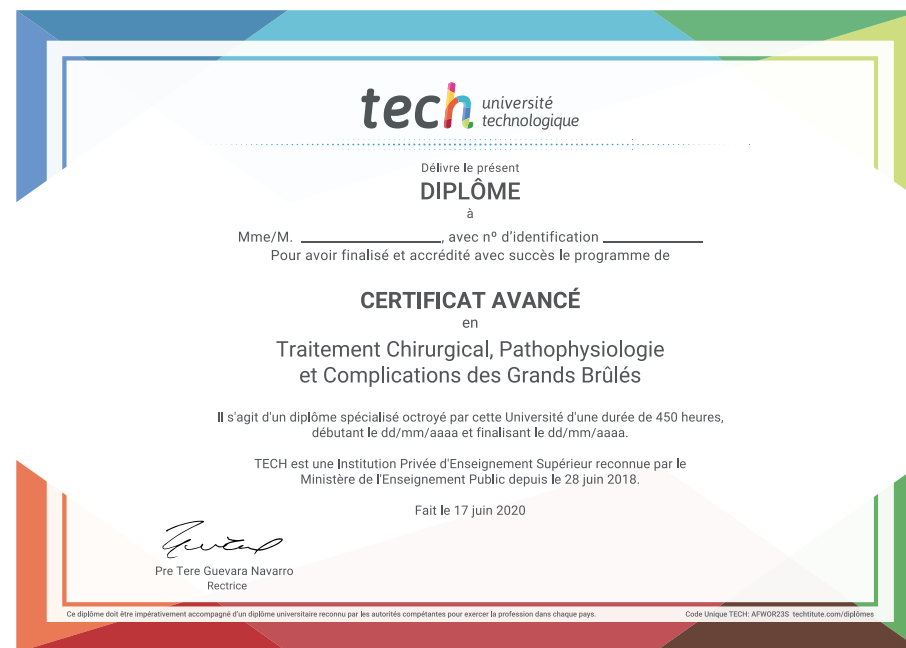 tech université
technologique
Délivre le présent
DIPLÔME
à
Mme/M. ____________________, avec nº d'identification ______________
Pour avoir finalisé et accrédité avec succès le programme de
CERTIFICAT AVANCÉ
en
Traitement Chirurgical, Pathophysiologie
et Complications des Grands Brûlés
Il s'agit d'un diplôme spécialisé octroyé par cette Université d'une durée de 450 heures,
débutant le dd/mm/aaaa et finalisant le dd/mm/aaaa.
TECH est une Institution Privée d'Enseignement Supérieur reconnue par le
Ministère de l'Enseignement Public depuis le 28 juin 2018.
Fait le 17 juin 2020
Pre Tere Guevara Navarro
Rectrice
Ce diplôme doit être impérativement accompagné d'un diplôme universitaire reconnu par les autorités compétentes pour exercer la profession dans chaque pays.
Code Unique TECH: AFWOR23S techtitute.com/diplômes